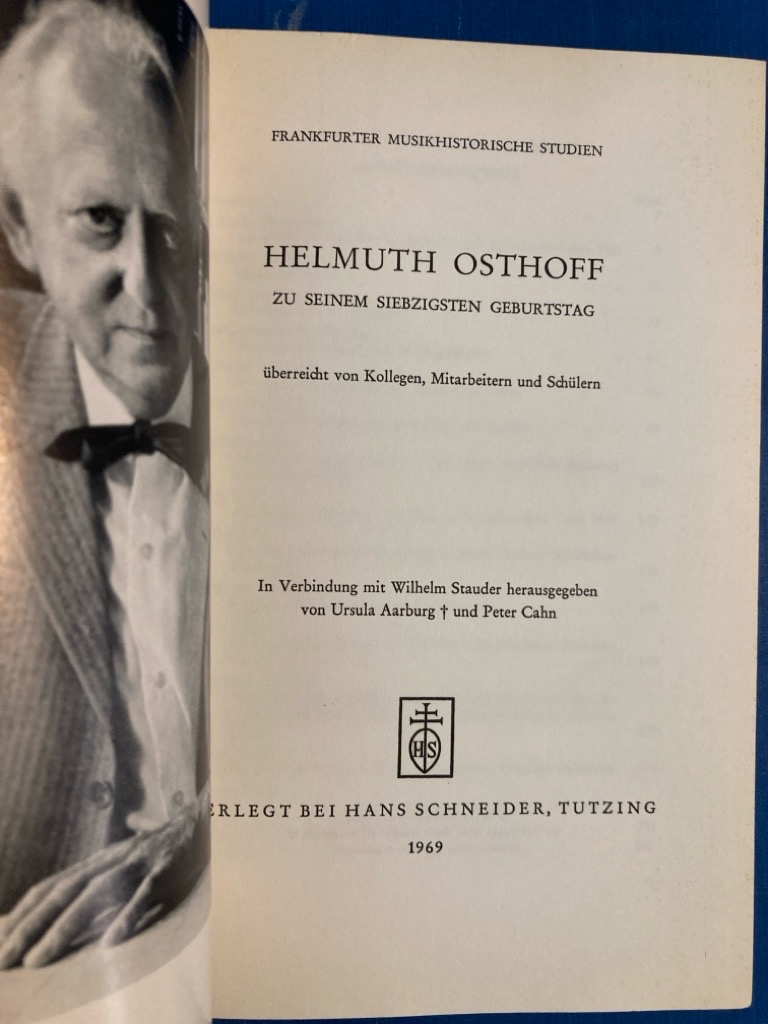 FRANKFURTER MUSIKHISTORISCHE STUDIEN
HELMUTH OSTHOFF
ZU SEINEM SIEBZIGSTEN GEBURTSTAG
überreicht von Kollegen, Mitarbeitern und Schülern
In Verbindung mit Wilhelm Stauder herausgegeben
von Ursula Aarburg † und Peter Cahn
HS
ERLEGT BEI HANS SCHNEIDER, TUTZING
1969